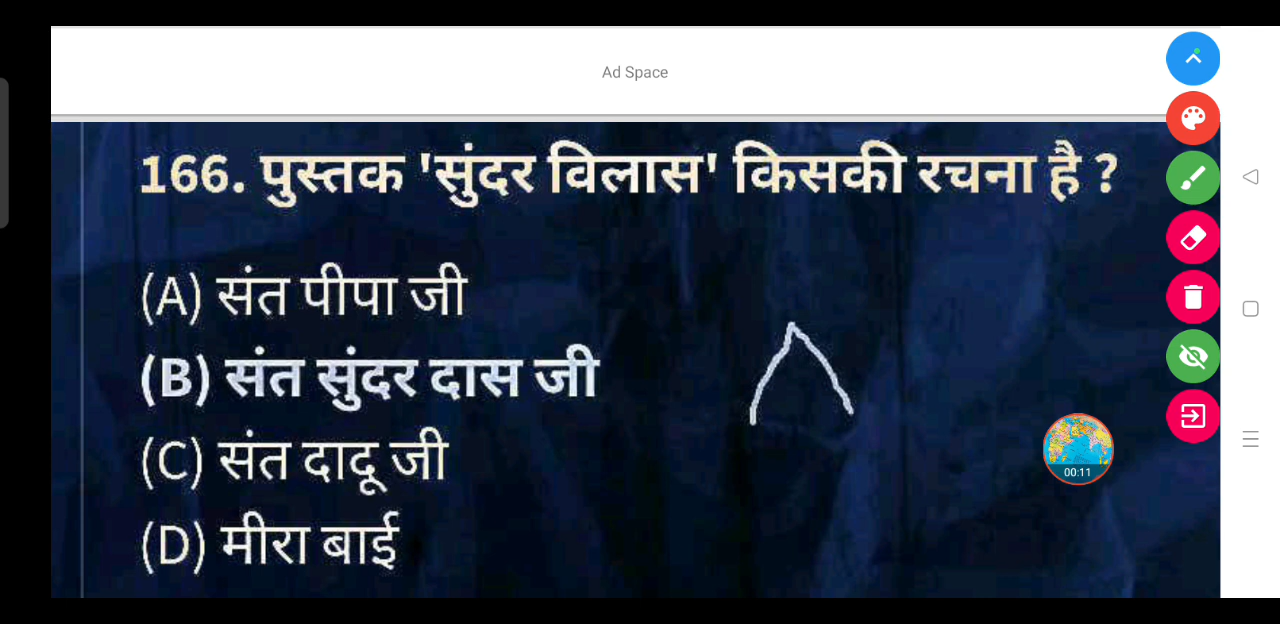 Ad Space
166. पुस्तक 'सुंदर विलास' किसकी रचना है ?
(A) संत पीपा जी
(B) संत सुंदर दास जी
(C) संत दादू जी
(D) मीरा बाई
00:11